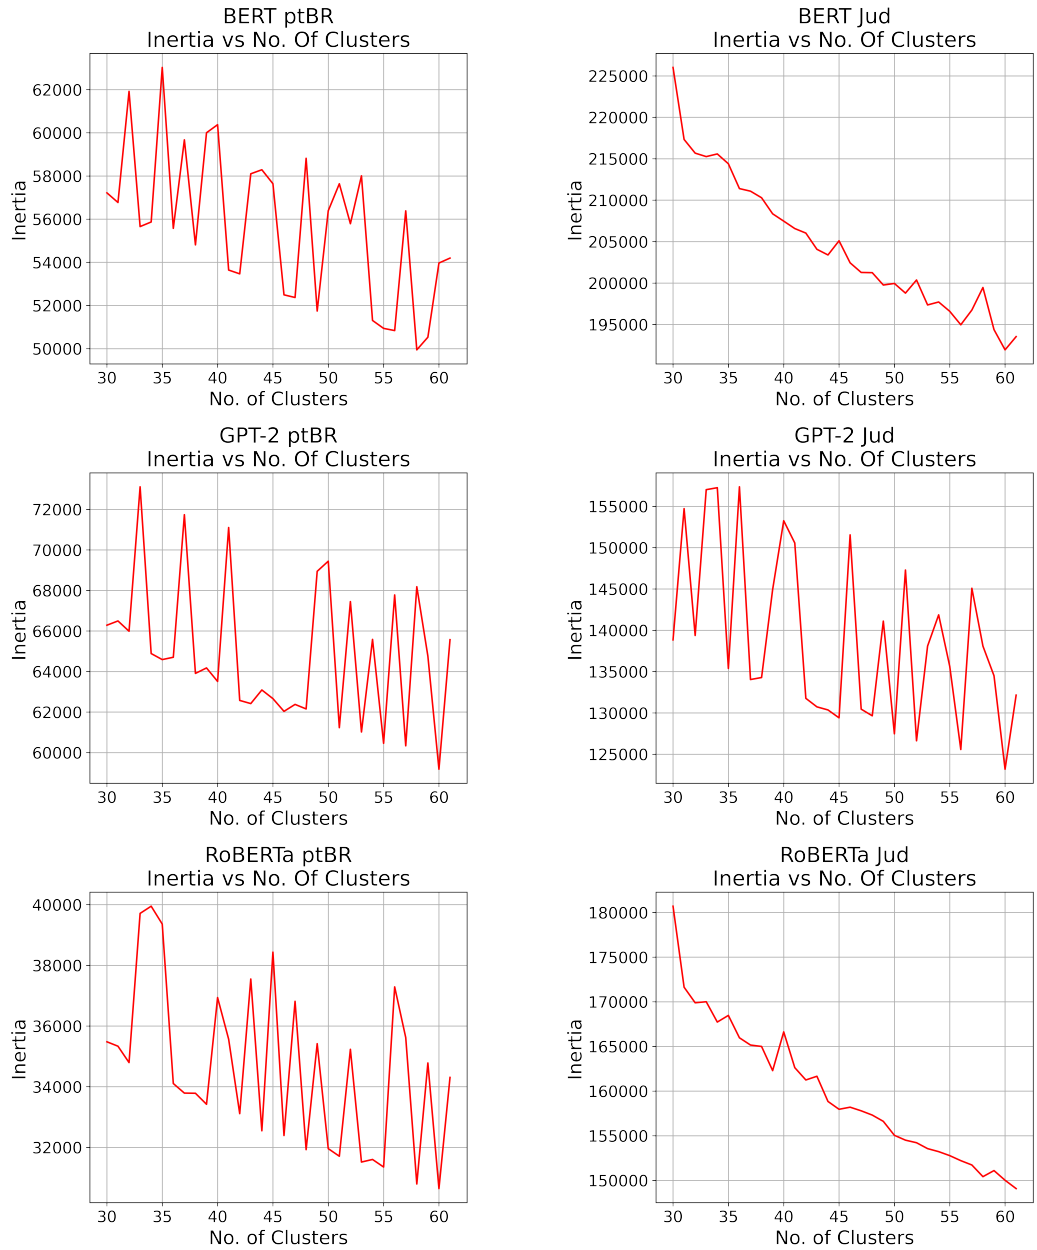 BERT ptBR
Inertia vs No. Of Clusters
Inertia
62000
60000
58000
56000
54000
52000
50000
30 35 40 45 50 55 60
No. of Clusters
BERT Jud
Inertia vs No. Of Clusters
Inertia
225000
220000
215000
210000
205000
200000
195000
30 35 40 45 50 55 60
No. of Clusters
GPT-2 ptBR
Inertia vs No. Of Clusters
Inertia
72000
70000
68000
66000
64000
62000
60000
30 35 40 45 50 55 60
No. of Clusters
GPT-2 Jud
Inertia vs No. Of Clusters
Inertia
155000
150000
145000
140000
135000
130000
125000
30 35 40 45 50 55 60
No. of Clusters
RoBERTa ptBR
Inertia vs No. Of Clusters
Inertia
40000
38000
36000
34000
32000
30 35 40 45 50 55 60
No. of Clusters
RoBERTa Jud
Inertia vs No. Of Clusters
Inertia
180000
175000
170000
165000
160000
155000
150000
30 35 40 45 50 55 60
No. of Clusters